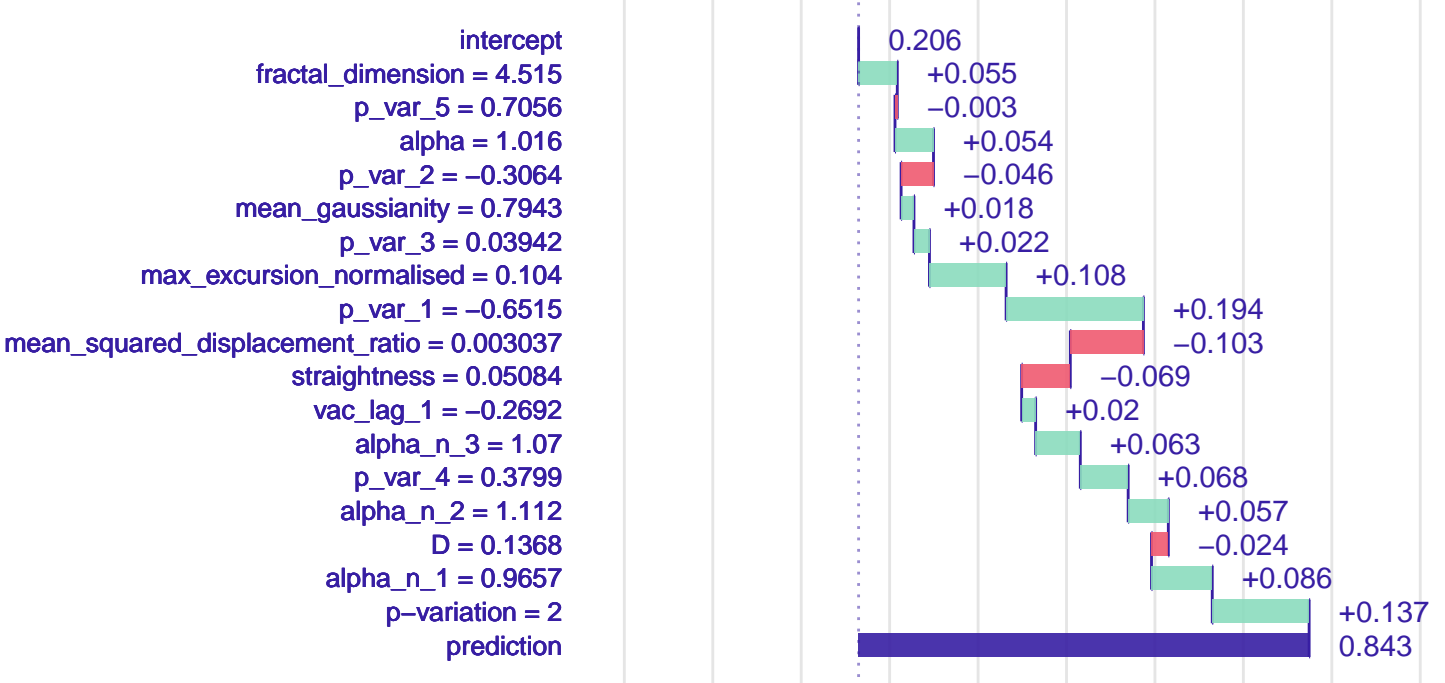 intercept 0.206
fractal_dimension = 4.515 +0.055
p_var_5 = 0.7056 −0.003
alpha = 1.016 +0.054
p_var_2 = −0.3064 −0.046
mean_gaussianity = 0.7943 +0.018
p_var_3 = 0.03942 +0.022
max_excursion_normalised = 0.104 +0.108
p_var_1 = −0.6515 +0.194
mean_squared_displacement_ratio = 0.003037 −0.103
straightness = 0.05084 −0.069
vac_lag_1 = −0.2692 +0.02
alpha_n_3 = 1.07 +0.063
p_var_4 = 0.3799 +0.068
alpha_n_2 = 1.112 +0.057
D = 0.1368 −0.024
alpha_n_1 = 0.9657 +0.086
p−variation = 2 +0.137
prediction 0.843